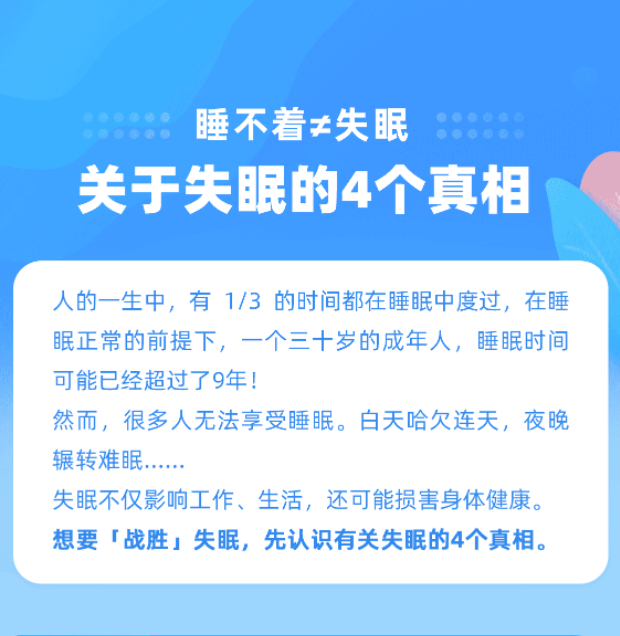 睡不着≠失眠
关于失眠的4个真相
人的一生中，有 1/3 的时间都在睡眠中度过，在睡
眠正常的前提下，一个三十岁的成年人，睡眠时间
可能已经超过了9年！
然而，很多人无法享受睡眠。白天哈欠连天，夜晚
辗转难眠......
失眠不仅影响工作、生活，还可能损害身体健康。
想要「战胜」失眠，先认识有关失眠的4个真相。